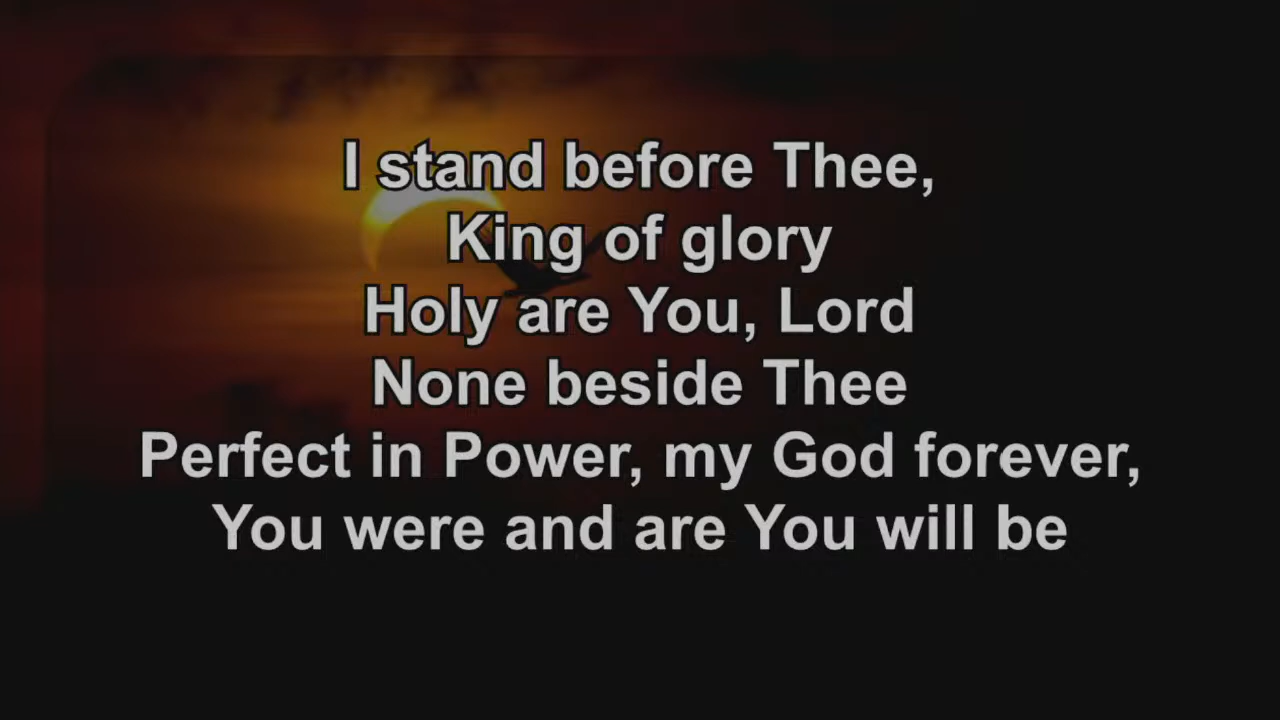 I stand before Thee,
King of glory
Holy are You, Lord
None beside Thee
Perfect in Power, my God forever,
You were and are You will be